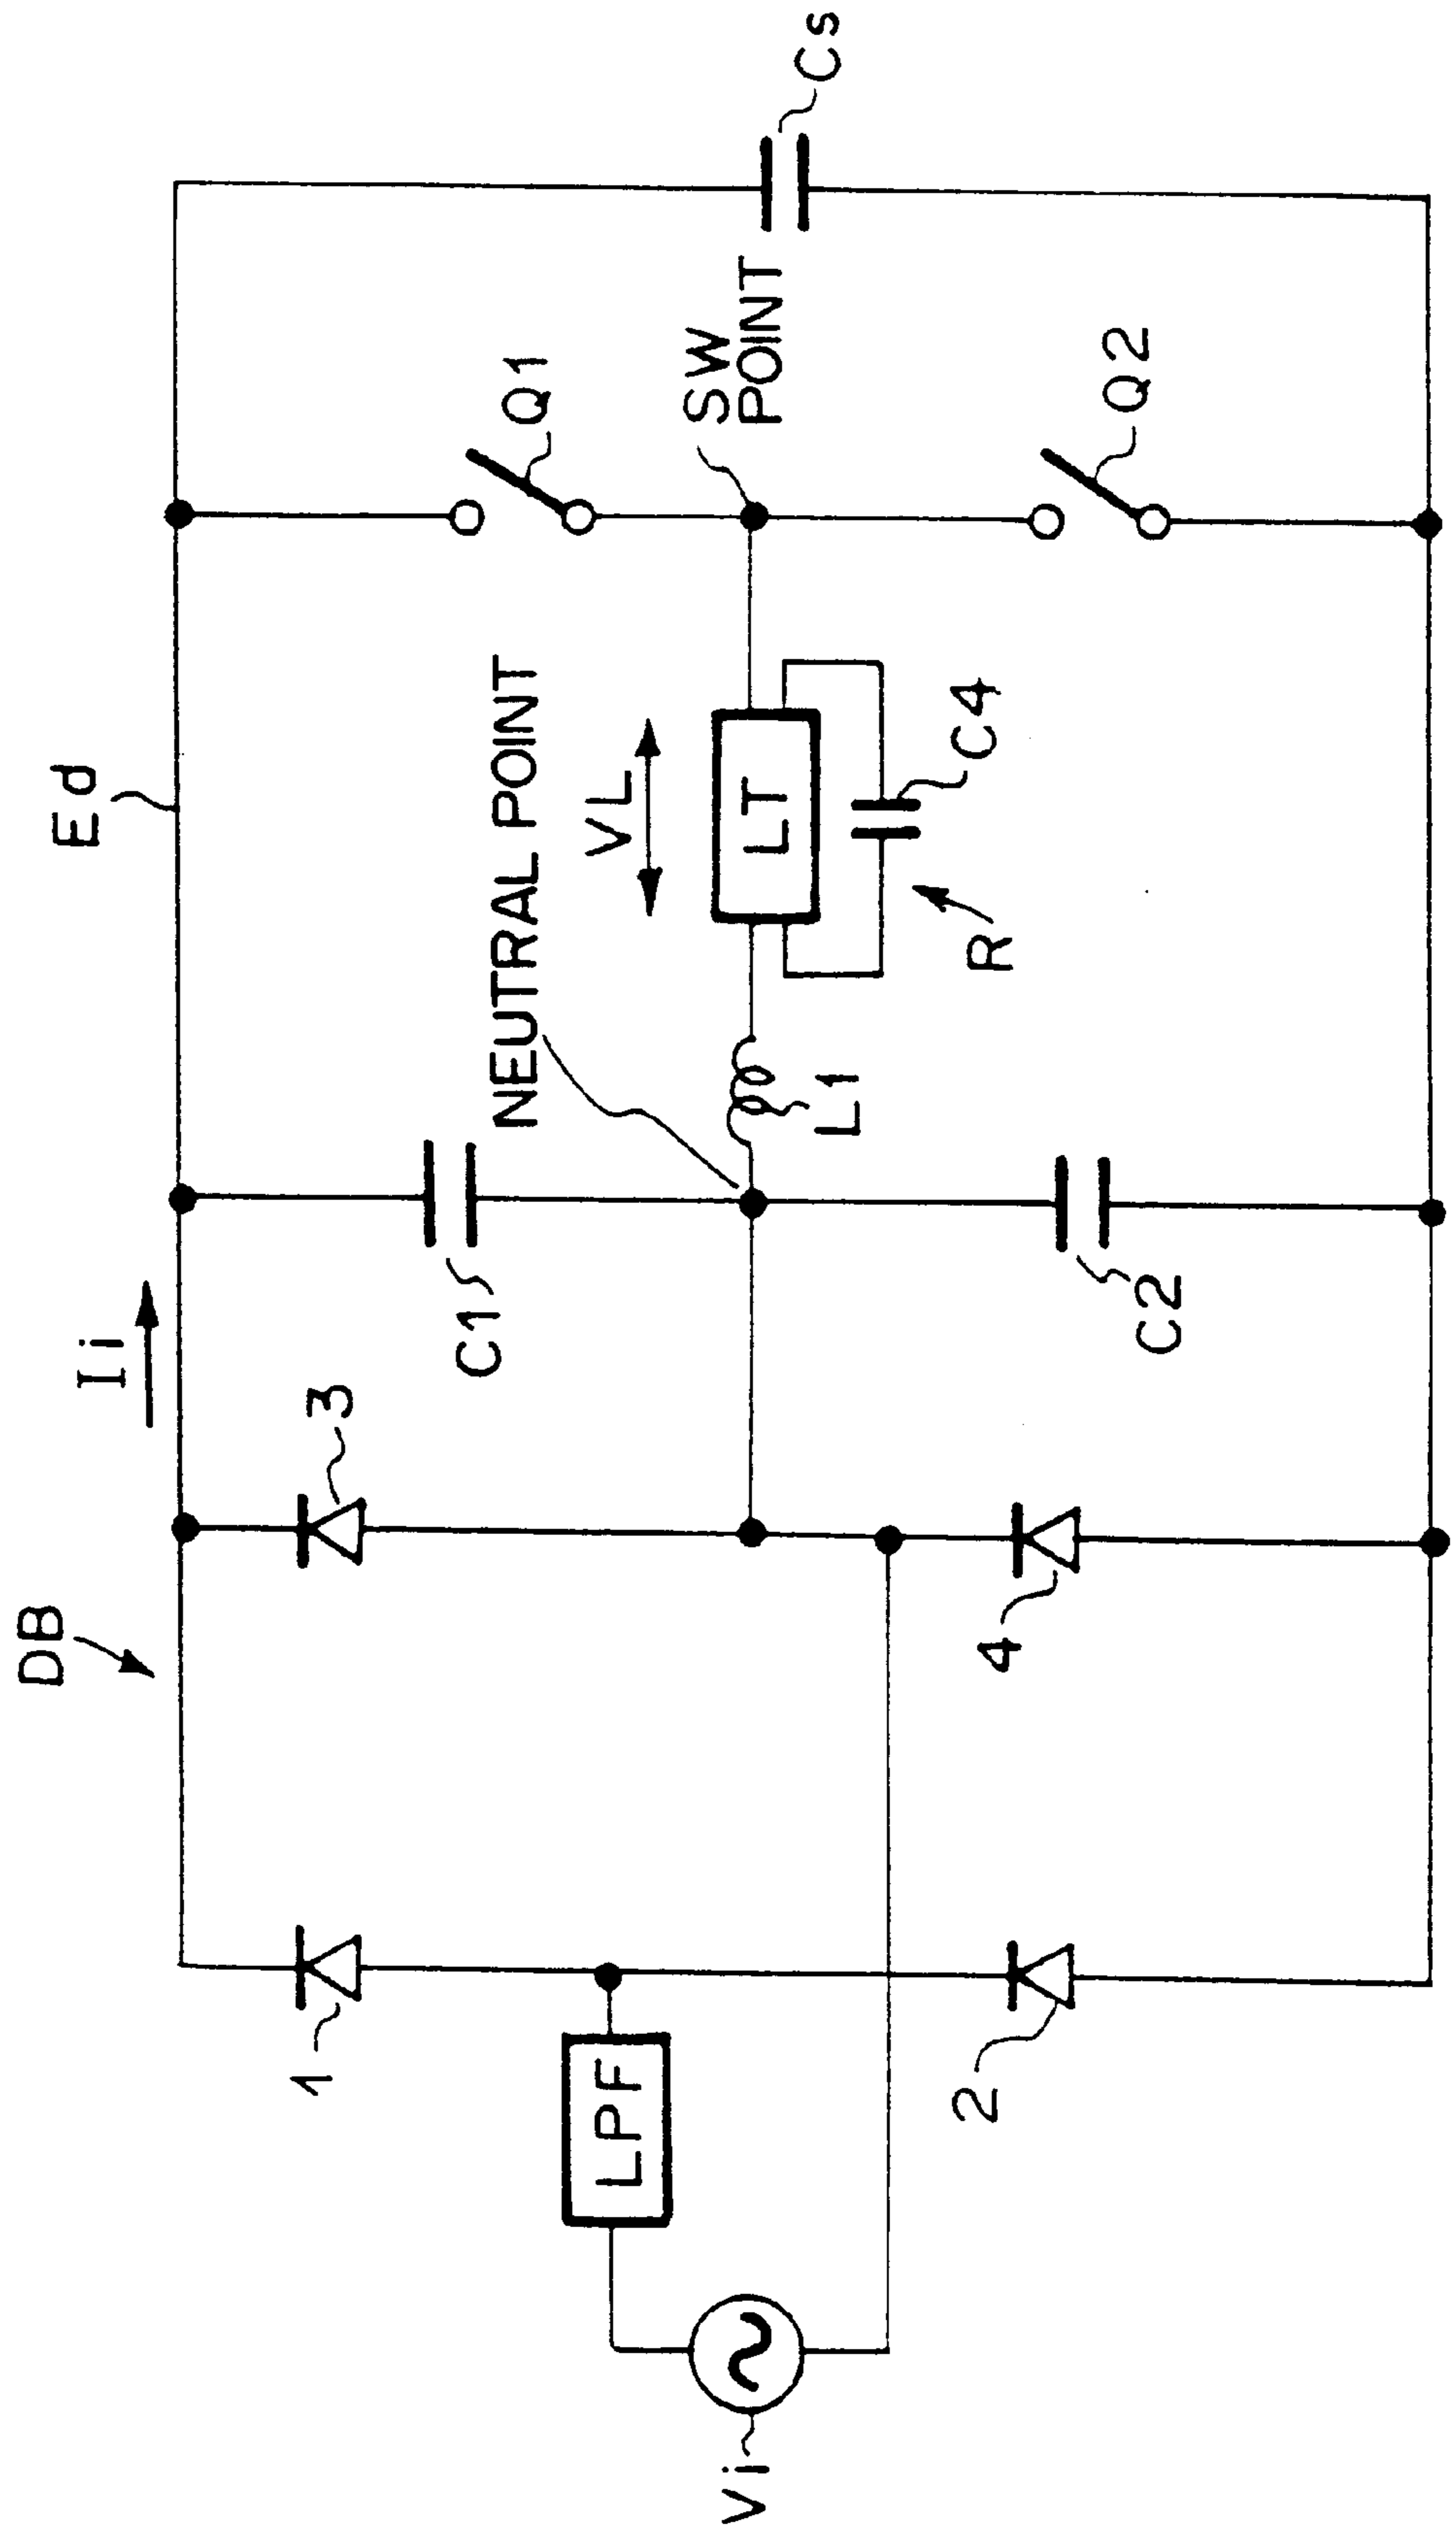 DB
Ii
Ed
1
3
C1
NEUTRAL POINT
Q1
SW
POINT
VL
LPF
LT
Cs
Vi
L1
C4
R
2
4
C2
Q2